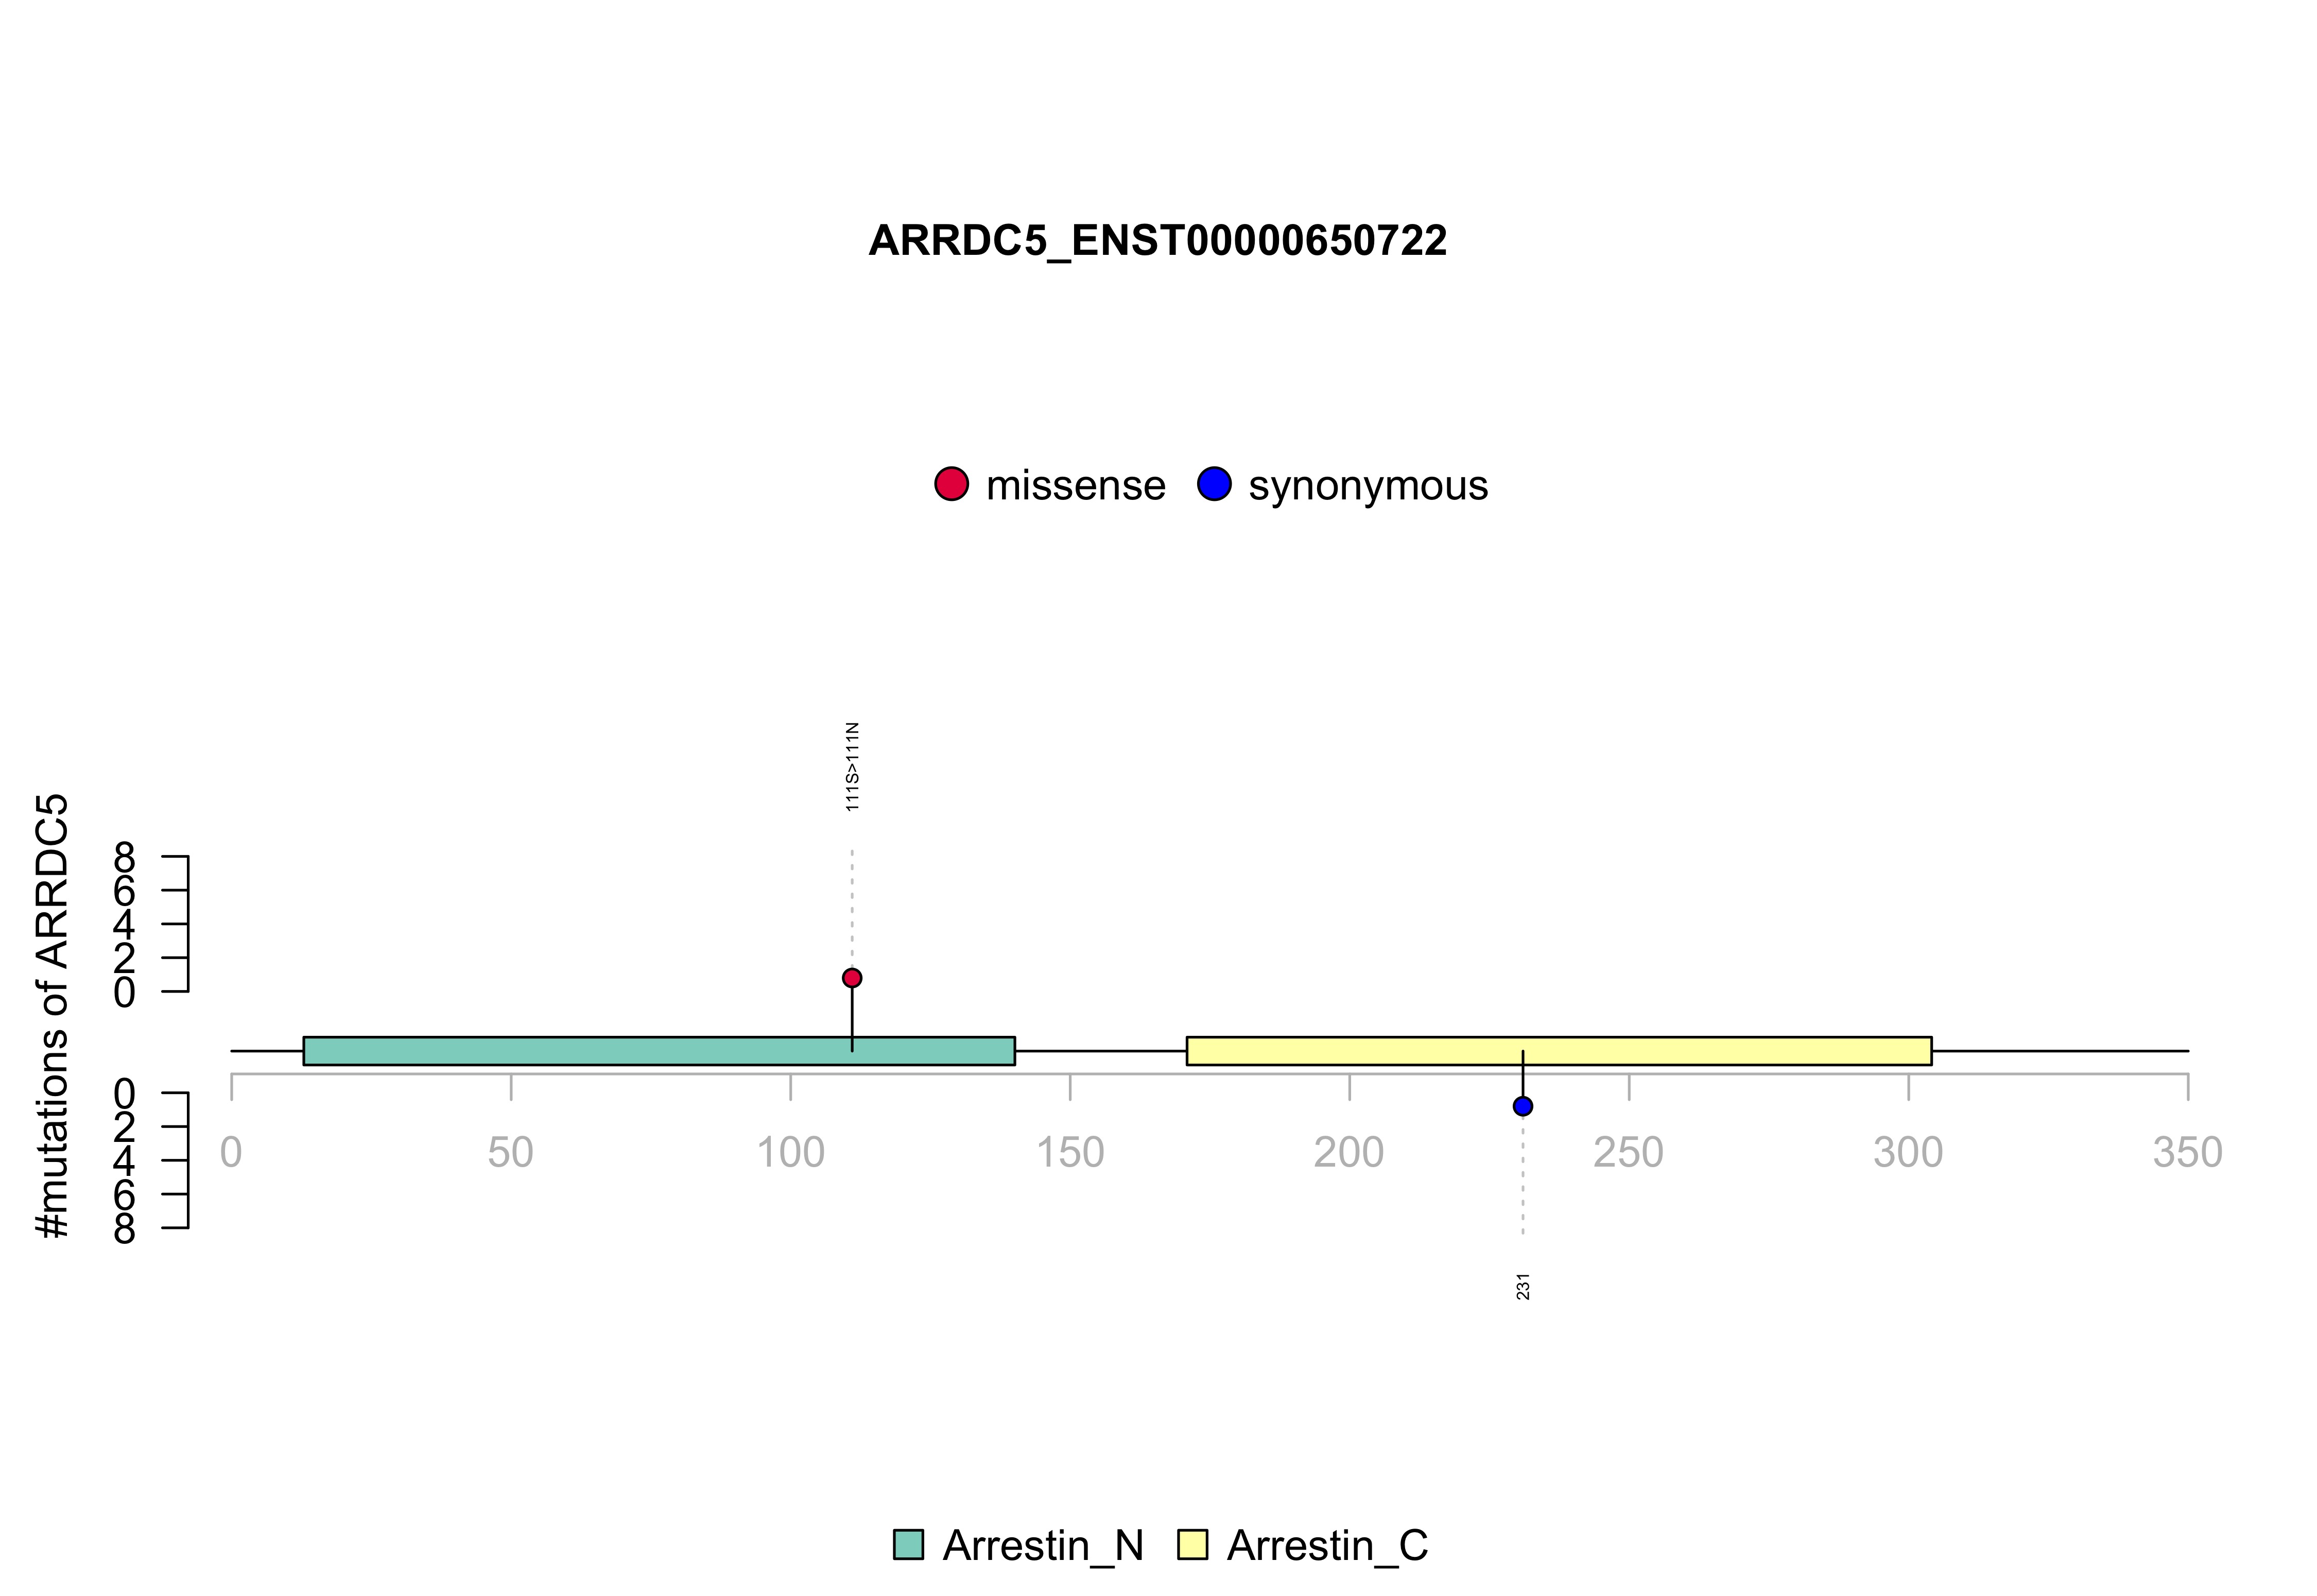 ARRDC5_ENST00000650722
missense synonymous
111S>111N
#mutations of ARRDC5
8
6
4
2
0
0
2
4
6
8
0 50 100 150 200 250 300 350
231
Arrestin_N Arrestin_C